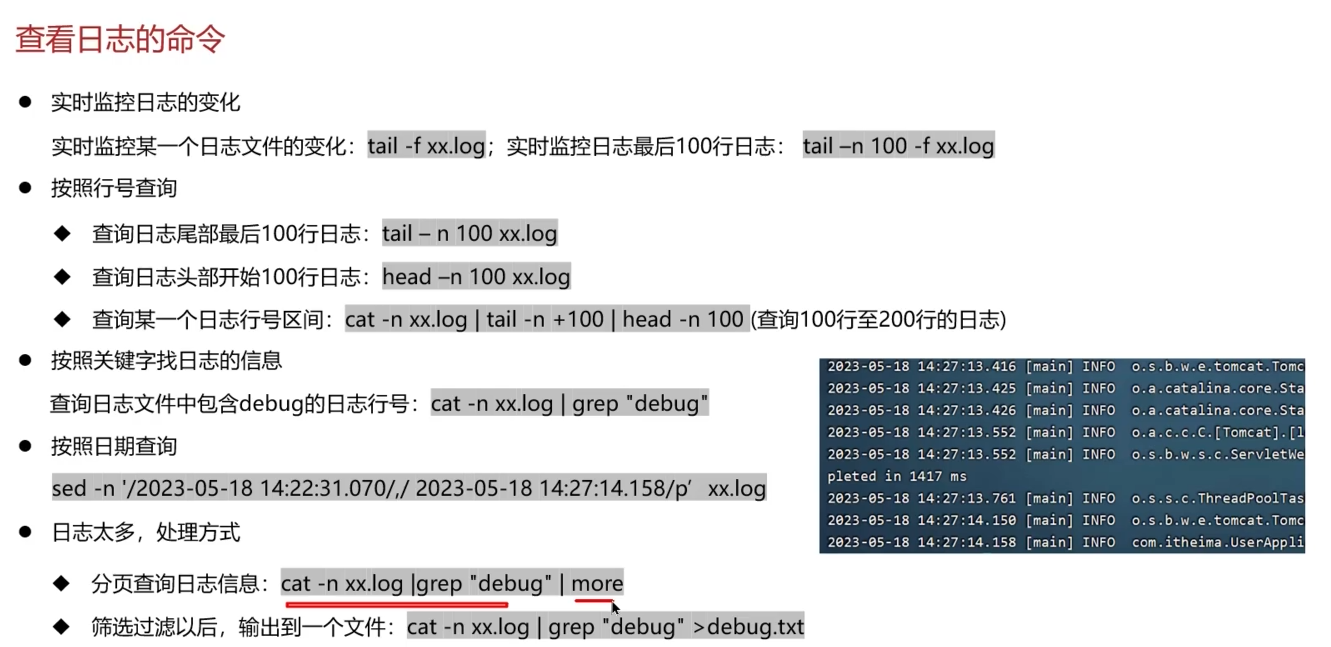 查看日志的命令
● 实时监控日志的变化
实时监控某一个日志文件的变化：tail -f xx.log；实时监控日志最后100行日志： tail –n 100 -f xx.log
● 按照行号查询
◆ 查询日志尾部最后100行日志：tail – n 100 xx.log
◆ 查询日志头部开始100行日志：head –n 100 xx.log
◆ 查询某一个日志行号区间：cat -n xx.log | tail -n +100 | head -n 100 (查询100行至200行的日志)
● 按照关键字找日志的信息
查询日志文件中包含debug的日志行号：cat -n xx.log | grep "debug"
● 按照日期查询
sed -n '/2023-05-18 14:22:31.070/,/ 2023-05-18 14:27:14.158/p’ xx.log
● 日志太多，处理方式
◆ 分页查询日志信息：cat -n xx.log |grep "debug" | more
◆ 筛选过滤以后，输出到一个文件：cat -n xx.log | grep "debug" >debug.txt
2023-05-18 14:27:13.416 [main] INFO o.s.b.w.e.tomcat.Tomc
2023-05-18 14:27:13.425 [main] INFO o.a.catalina.core.Sta
2023-05-18 14:27:13.426 [main] INFO o.a.catalina.core.Sta
2023-05-18 14:27:13.552 [main] INFO o.a.c.c.C.[Tomcat].[l
2023-05-18 14:27:13.552 [main] INFO o.s.b.w.s.c.ServletWe
pleted in 1417 ms
2023-05-18 14:27:13.761 [main] INFO o.s.s.c.ThreadPoolTas
2023-05-18 14:27:14.150 [main] INFO o.s.b.w.e.tomcat.Tomc
2023-05-18 14:27:14.158 [main] INFO com.itheima.UserAppli